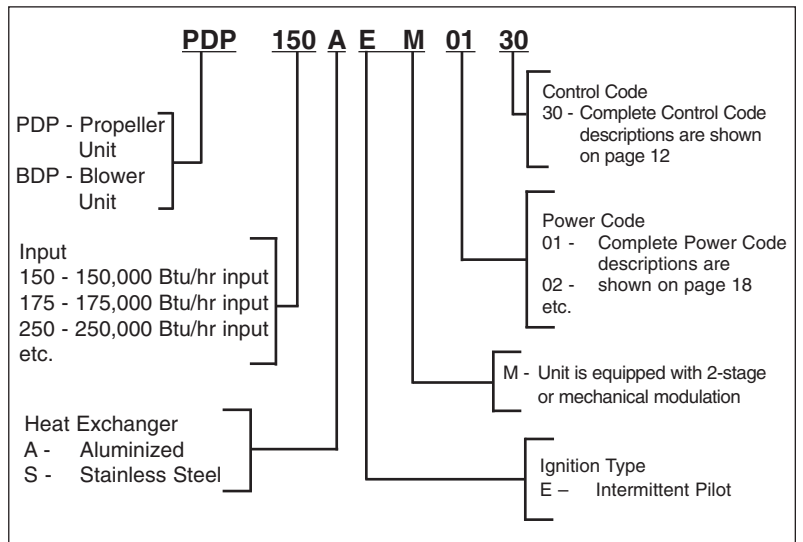 PDP 150 A E M 01 30
Control Code
30 - Complete Control Code
descriptions are shown
on page 12
PDP - Propeller
Unit
BDP - Blower
Unit
Power Code
01 - Complete Power Code
descriptions are
02 - shown on page 18
etc.
Input
150 - 150,000 Btu/hr input
175 - 175,000 Btu/hr input
250 - 250,000 Btu/hr input
etc.
M - Unit is equipped with 2-stage
or mechanical modulation
Heat Exchanger
A - Aluminized
S - Stainless Steel
Ignition Type
E – Intermittent Pilot